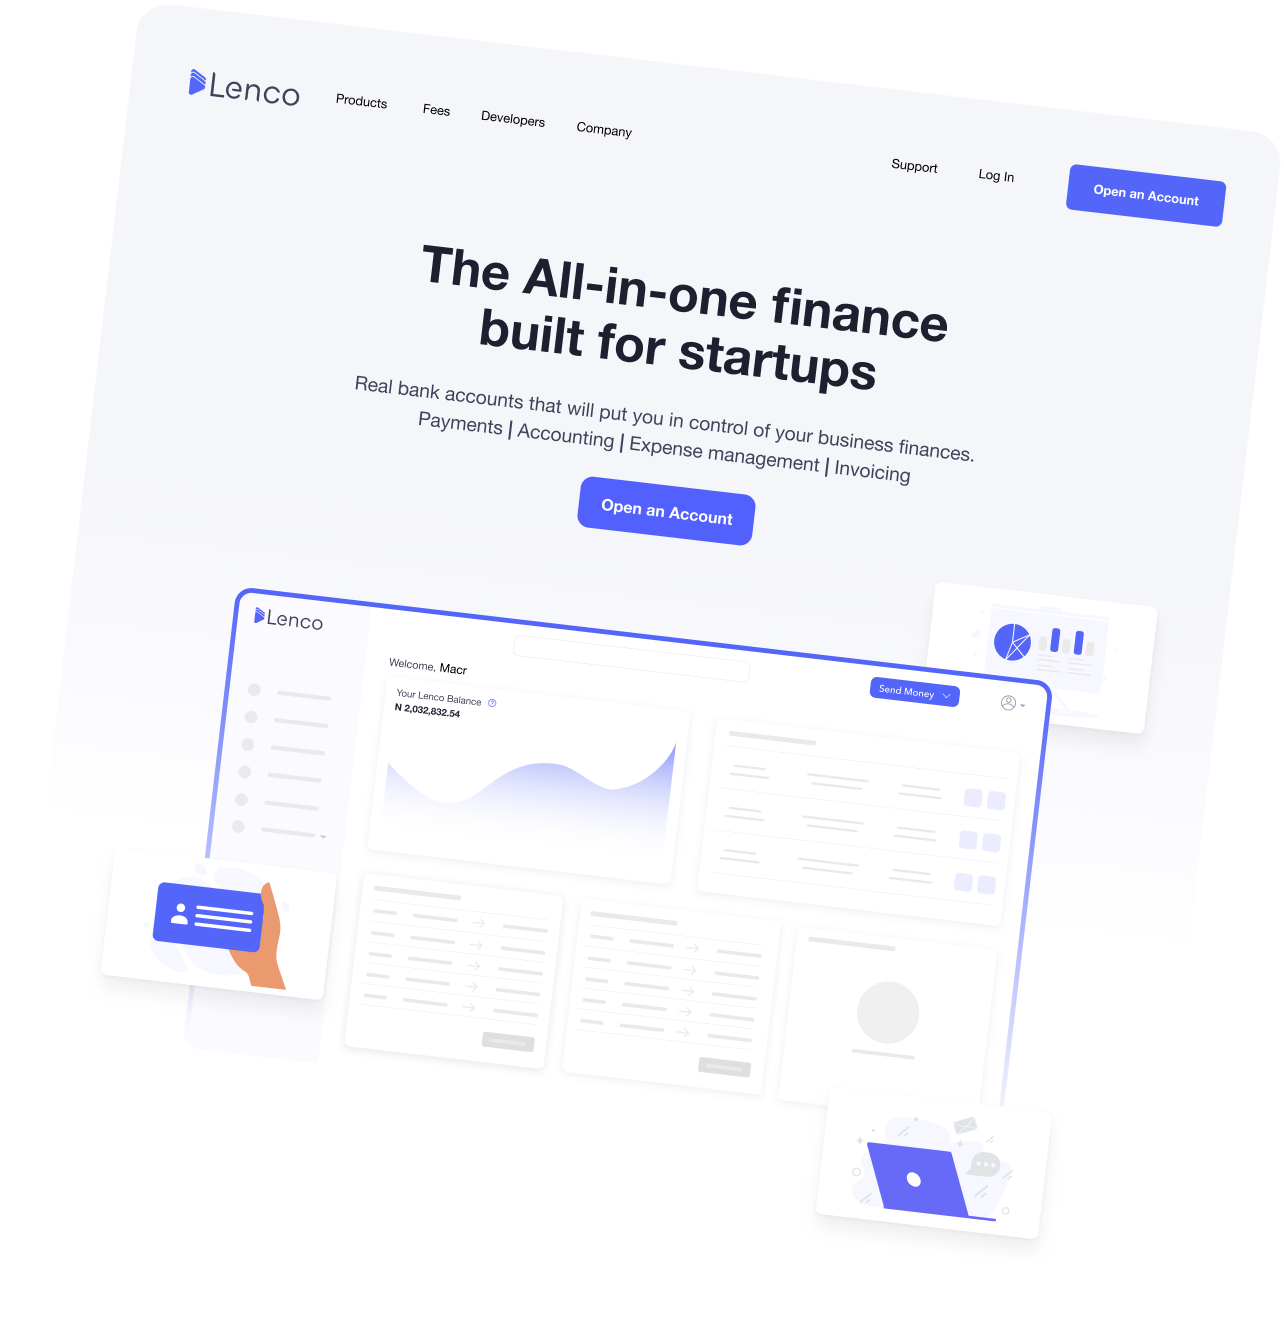 Lenco
Products Fees Developers Company
Support Log In Open an Account
The All-in-one finance
built for startups
Real bank accounts that will put you in control of your business finances.
Payments | Accounting | Expense management | Invoicing
Open an Account
Lenco
Welcome, Macr
Send Money
Your Lenco Balance ?
N 2,032,832.54